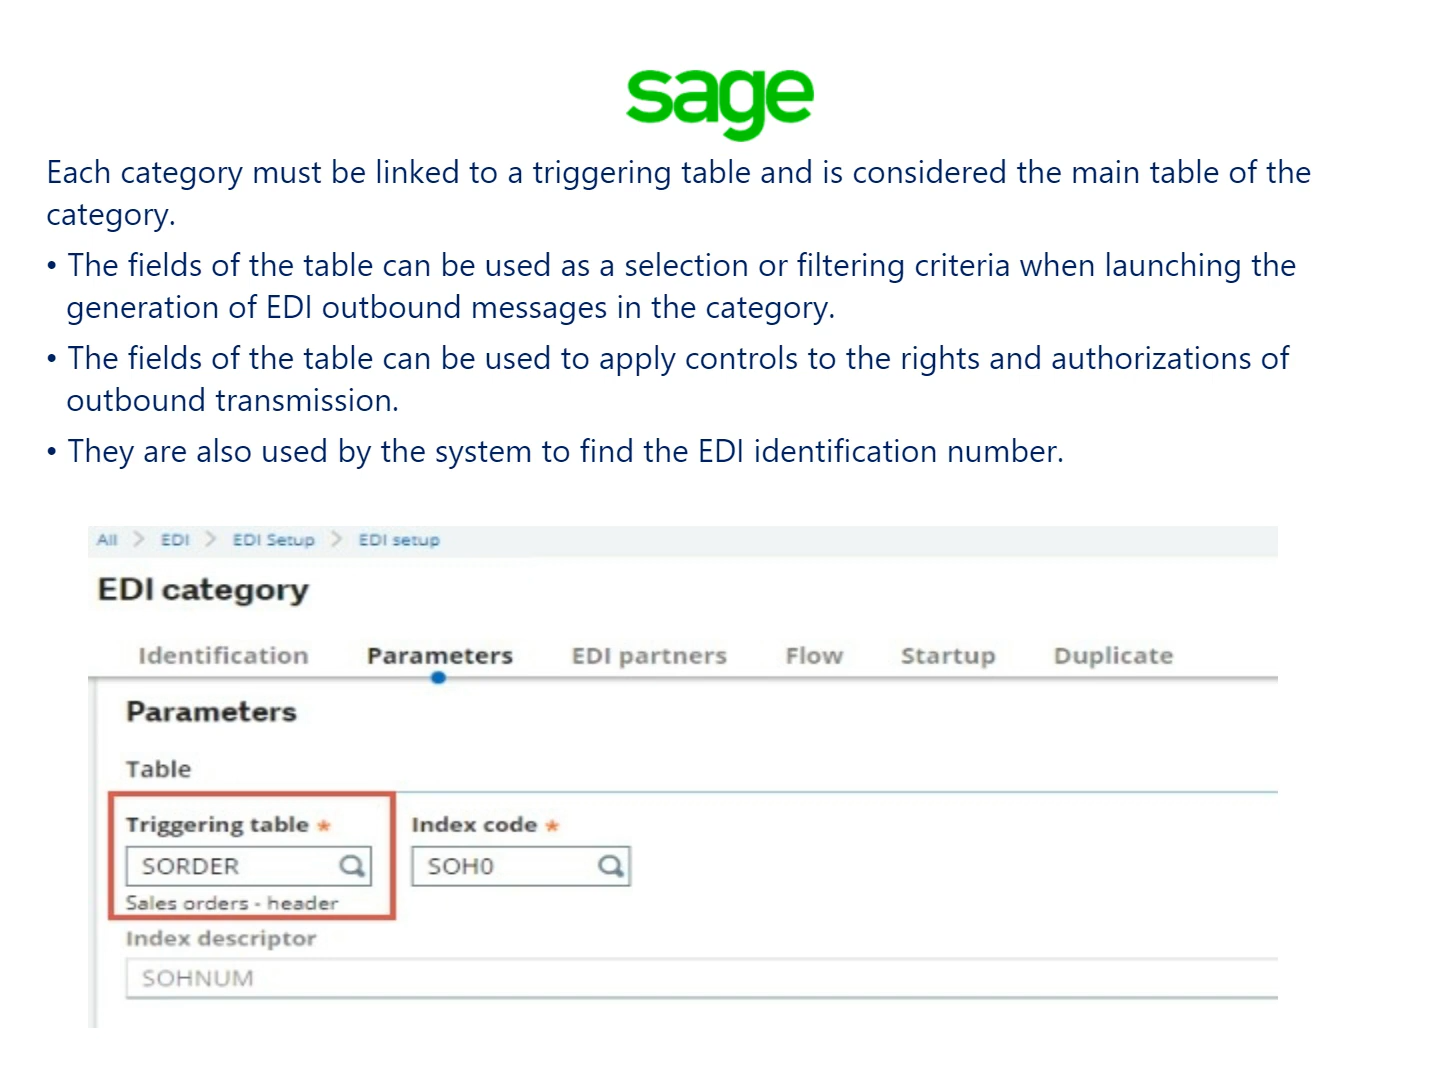 sage
Each category must be linked to a triggering table and is considered the main table of the
category.
• The fields of the table can be used as a selection or filtering criteria when launching the
generation of EDI outbound messages in the category.
• The fields of the table can be used to apply controls to the rights and authorizations of
outbound transmission.
• They are also used by the system to find the EDI identification number.
All > EDI > EDI Setup > EDI setup
EDI category
Identification Parameters EDI partners Flow Startup Duplicate
Parameters
Table
Triggering table * Index code *
SORDER SOH0
Sales orders - header
Index descriptor
SOHNUM